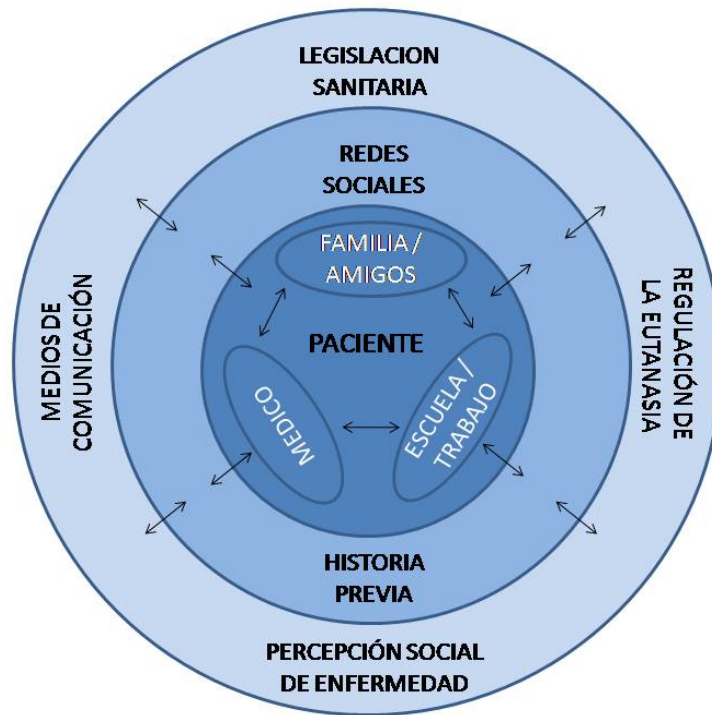 LEGISLACION
SANITARIA
REDES
SOCIALES
FAMILIA /
AMIGOS
MEDIOS DE
COMUNICACIÓN
PACIENTE
REGULACIÓN DE
LA EUTANASIA
MEDICO
ESCUELA /
TRABAJO
HISTORIA
PREVIA
PERCEPCIÓN SOCIAL
DE ENFERMEDAD